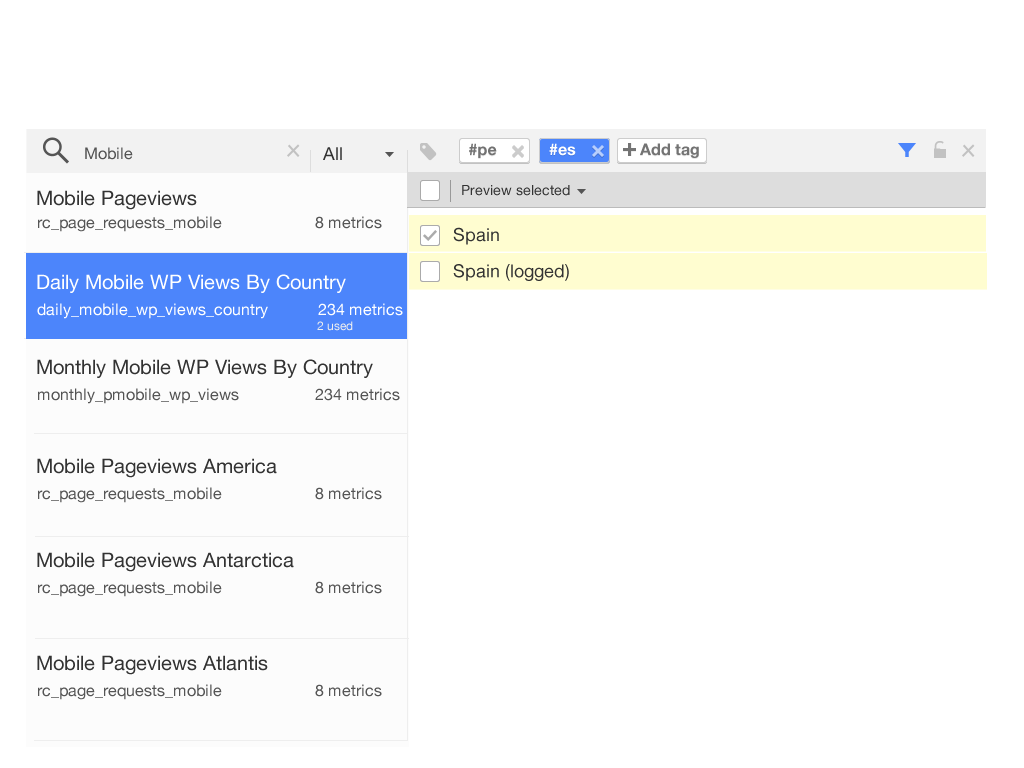 Mobile
All
Mobile Pageviews
rc_page_requests_mobile 8 metrics
Daily Mobile WP Views By Country
daily_mobile_wp_views_country 234 metrics
2 used
Monthly Mobile WP Views By Country
monthly_pmobile_wp_views 234 metrics
Mobile Pageviews America
rc_page_requests_mobile 8 metrics
Mobile Pageviews Antarctica
rc_page_requests_mobile 8 metrics
Mobile Pageviews Atlantis
rc_page_requests_mobile 8 metrics
#pe #es Add tag
Preview selected
Spain
Spain (logged)